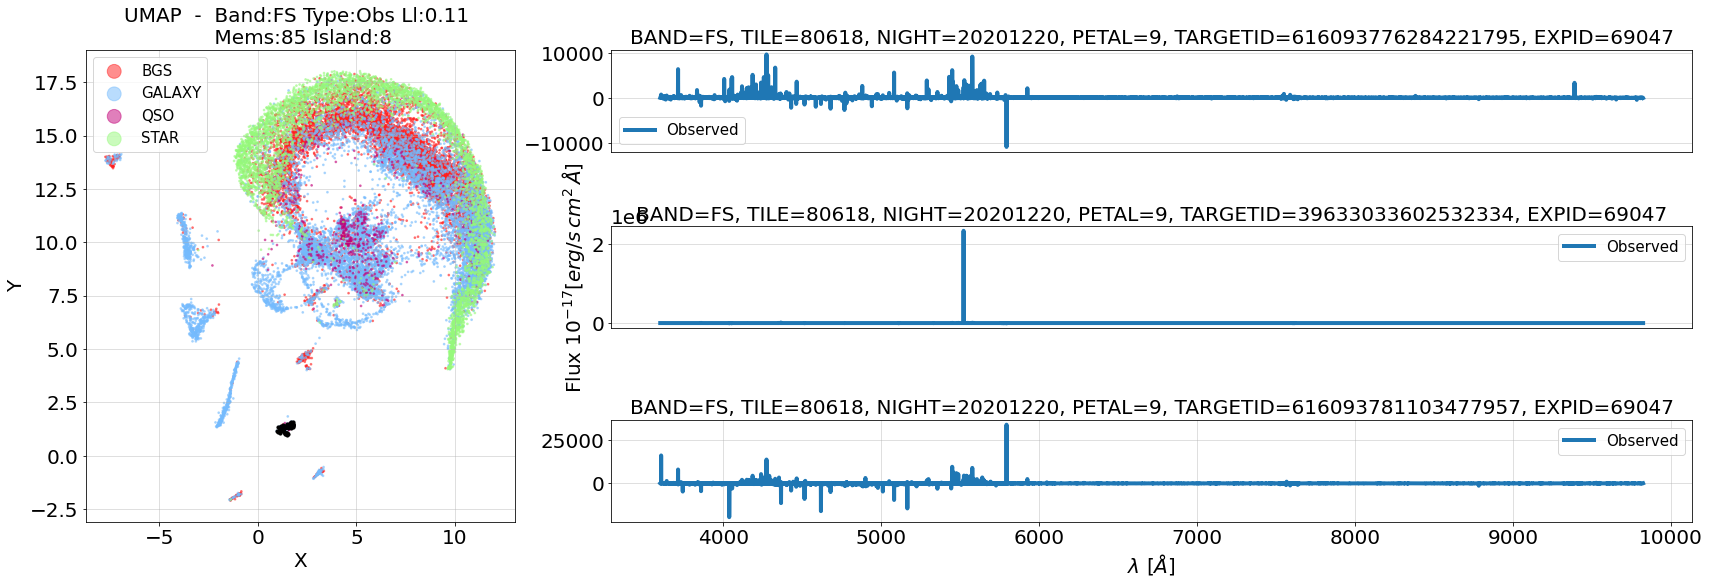 UMAP  -  Band:FS Type:Obs Ll:0.11
Mems:85 Island:8
BGS
GALAXY
QSO
STAR
17.5
15.0
12.5
10.0
7.5
5.0
2.5
0.0
−2.5
Y
−5
0
5
10
X
BAND=FS, TILE=80618, NIGHT=20201220, PETAL=9, TARGETID=616093776284221795, EXPID=69047
10000
0
−10000
Observed
Flux 10⁻¹⁷[erg/s cm² Å]
1e6
BAND=FS, TILE=80618, NIGHT=20201220, PETAL=9, TARGETID=39633033602532334, EXPID=69047
2
0
Observed
BAND=FS, TILE=80618, NIGHT=20201220, PETAL=9, TARGETID=616093781103477957, EXPID=69047
25000
0
Observed
4000
5000
6000
7000
8000
9000
10000
λ [Å]